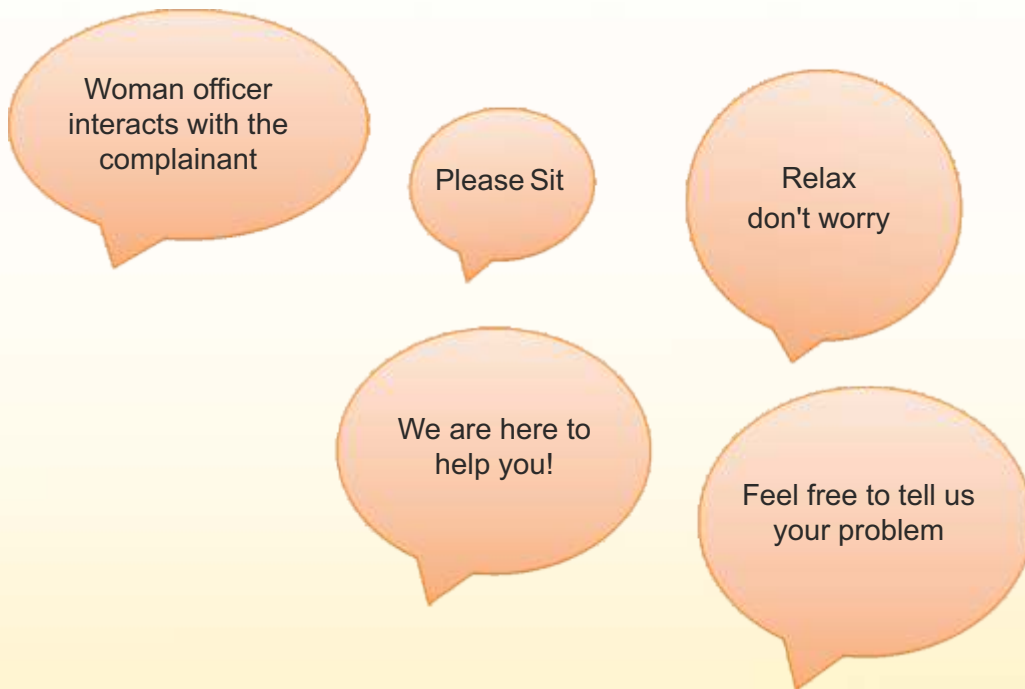 Woman officer
interacts with the
complainant
Please Sit
Relax
don't worry
We are here to
help you!
Feel free to tell us
your problem